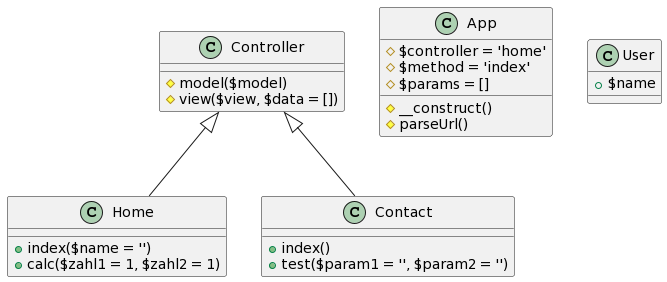 C Controller
model($model)
view($view, $data = [])
C App
$controller = 'home'
$method = 'index'
$params = []
__construct()
parseUrl()
C User
$name
C Home
index($name = '')
calc($zahl1 = 1, $zahl2 = 1)
C Contact
index()
test($param1 = '', $param2 = '')